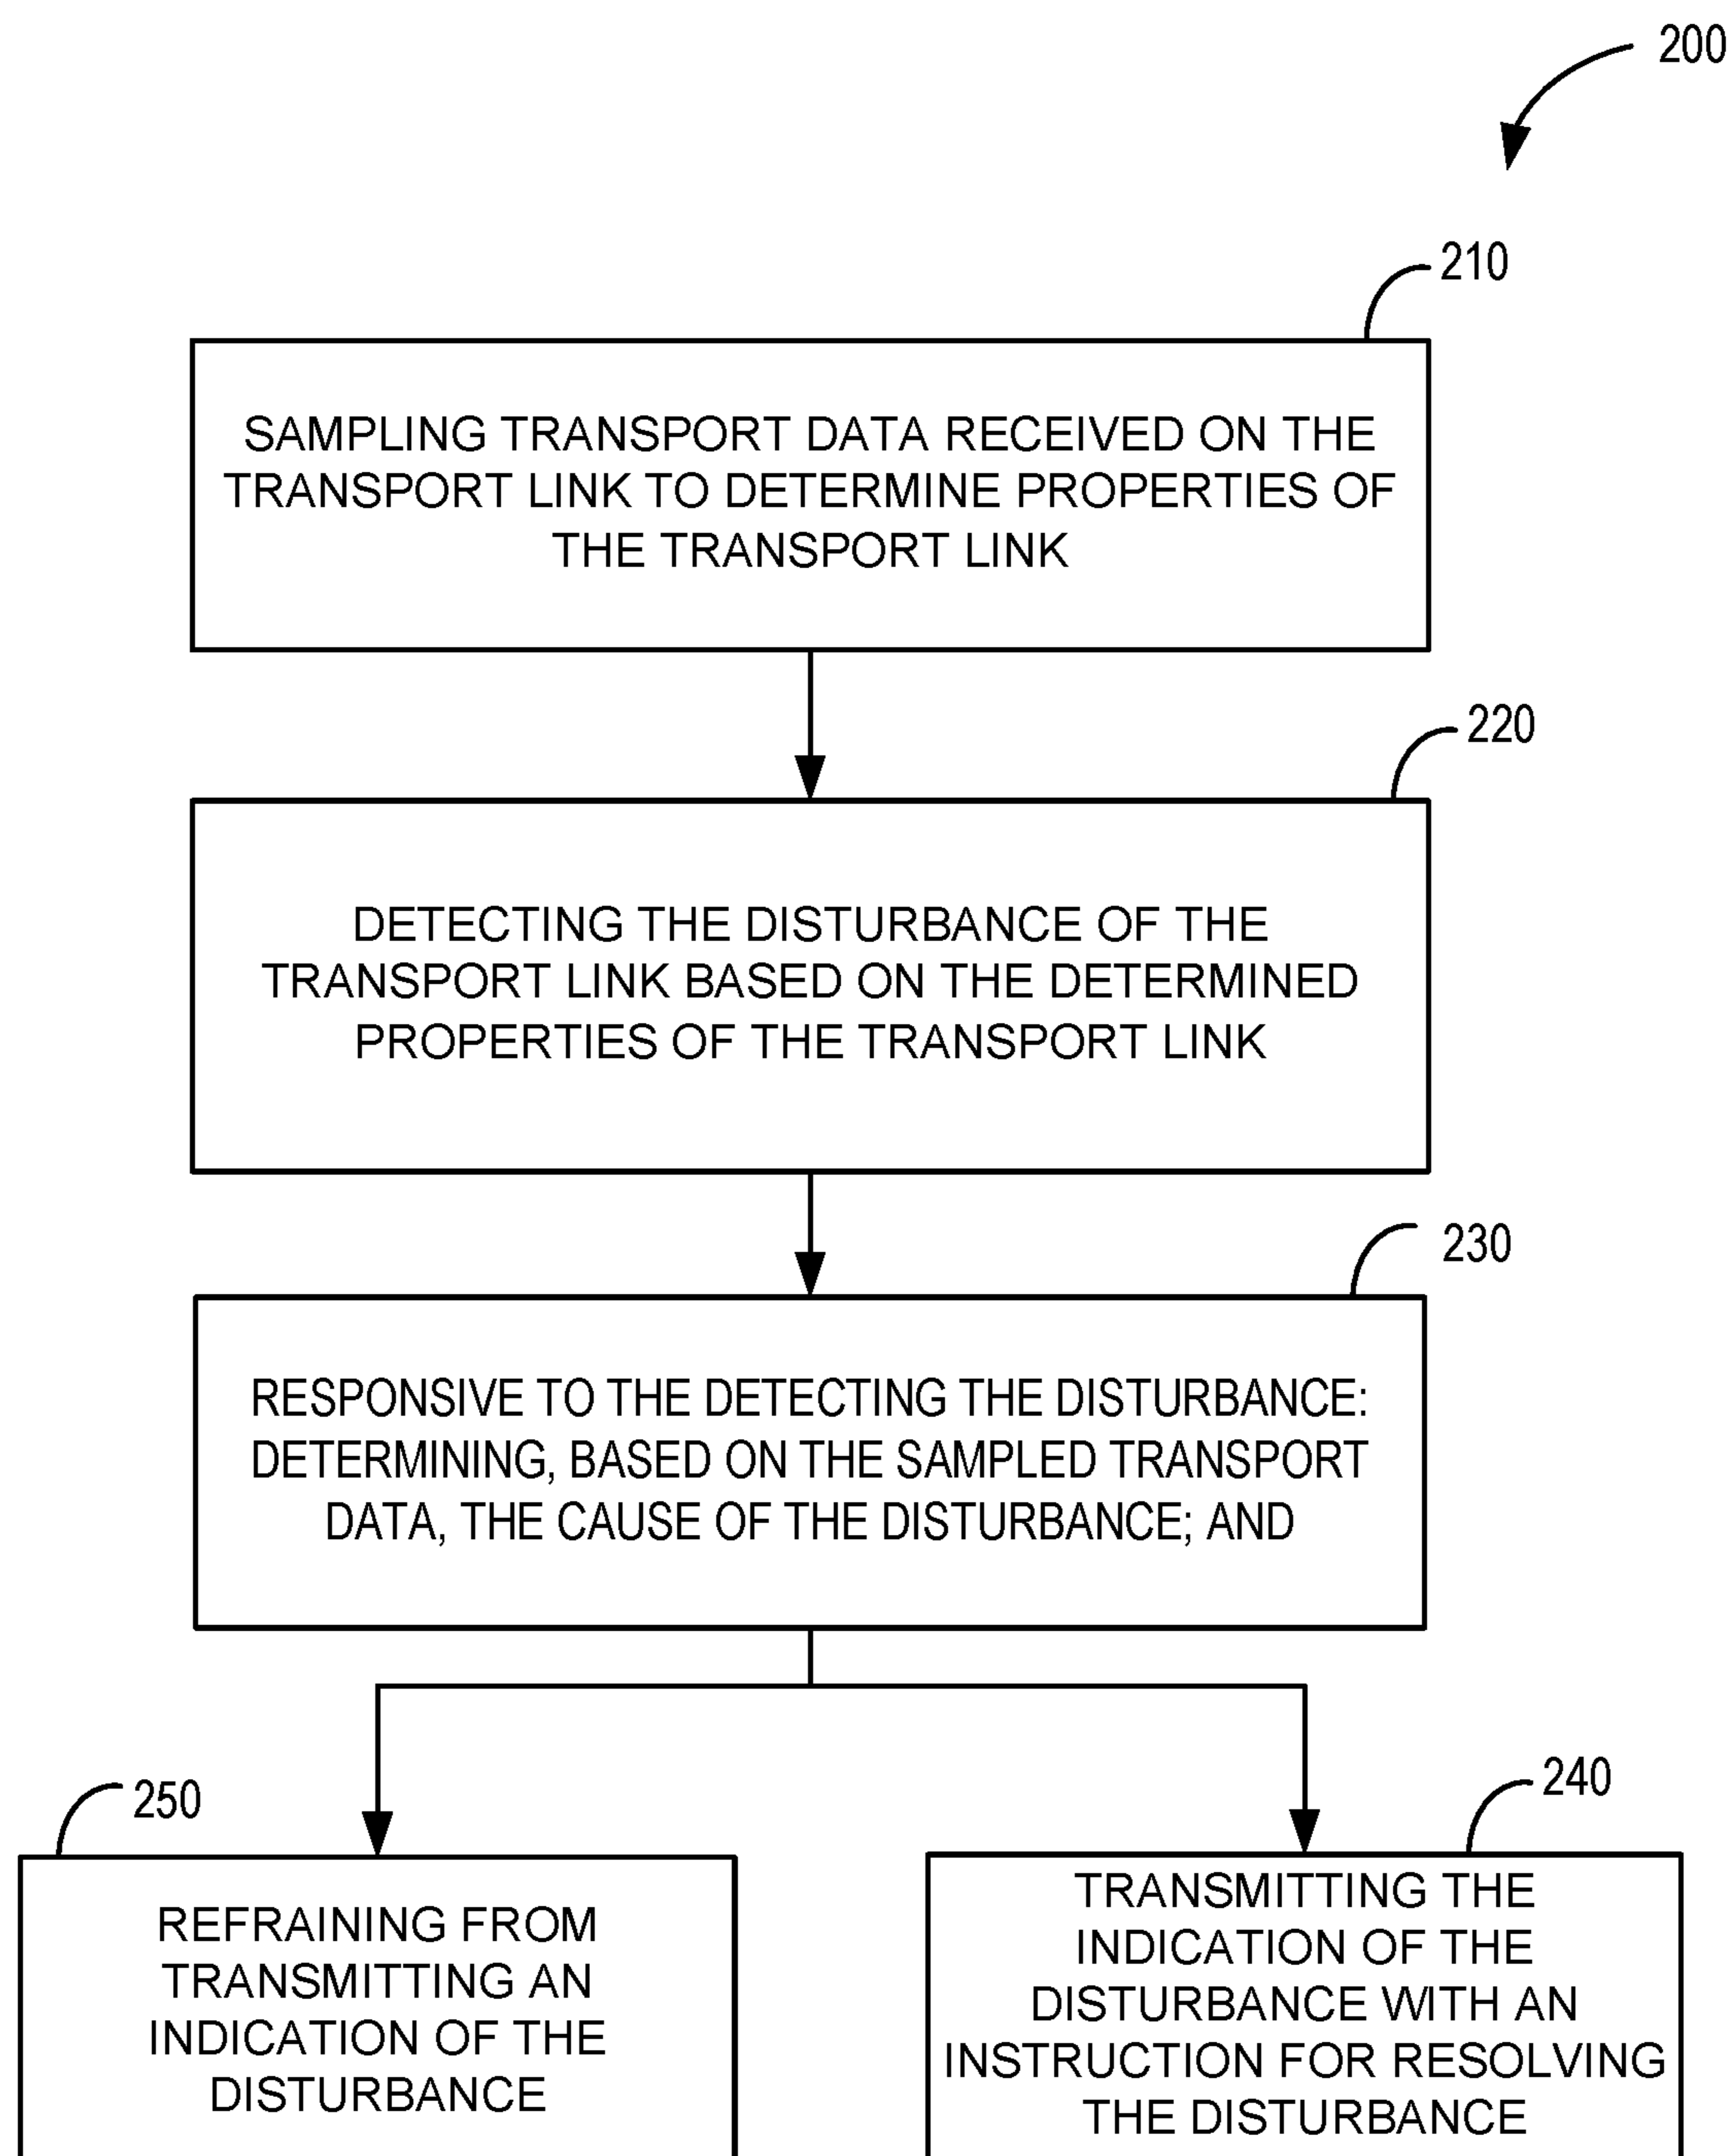 200
210
SAMPLING TRANSPORT DATA RECEIVED ON THE
TRANSPORT LINK TO DETERMINE PROPERTIES OF
THE TRANSPORT LINK
220
DETECTING THE DISTURBANCE OF THE
TRANSPORT LINK BASED ON THE DETERMINED
PROPERTIES OF THE TRANSPORT LINK
230
RESPONSIVE TO THE DETECTING THE DISTURBANCE:
DETERMINING, BASED ON THE SAMPLED TRANSPORT
DATA, THE CAUSE OF THE DISTURBANCE; AND
250
REFRAINING FROM
TRANSMITTING AN
INDICATION OF THE
DISTURBANCE
240
TRANSMITTING THE
INDICATION OF THE
DISTURBANCE WITH AN
INSTRUCTION FOR RESOLVING
THE DISTURBANCE